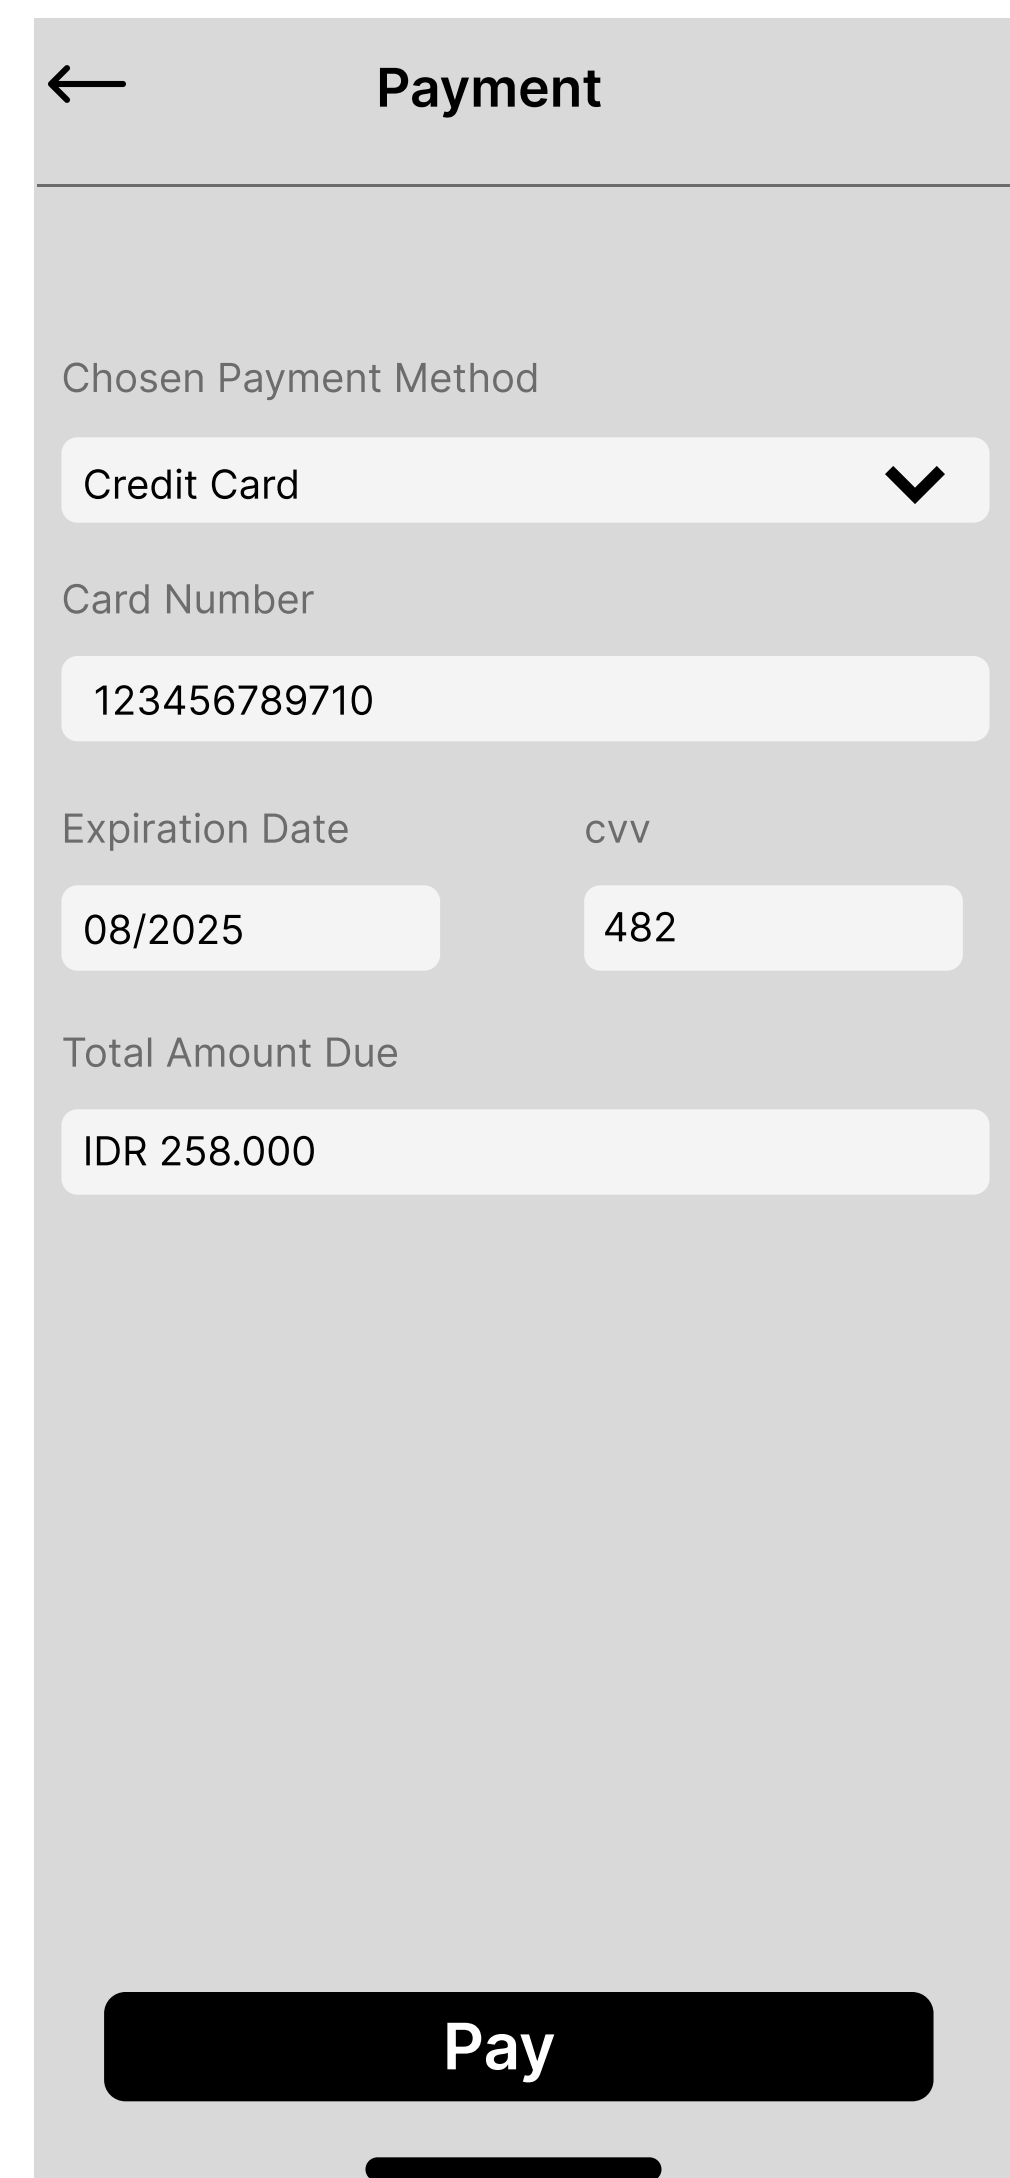 Payment
Chosen Payment Method
Credit Card
Card Number
123456789710
Expiration Date
cvv
08/2025
482
Total Amount Due
IDR 258.000
Pay